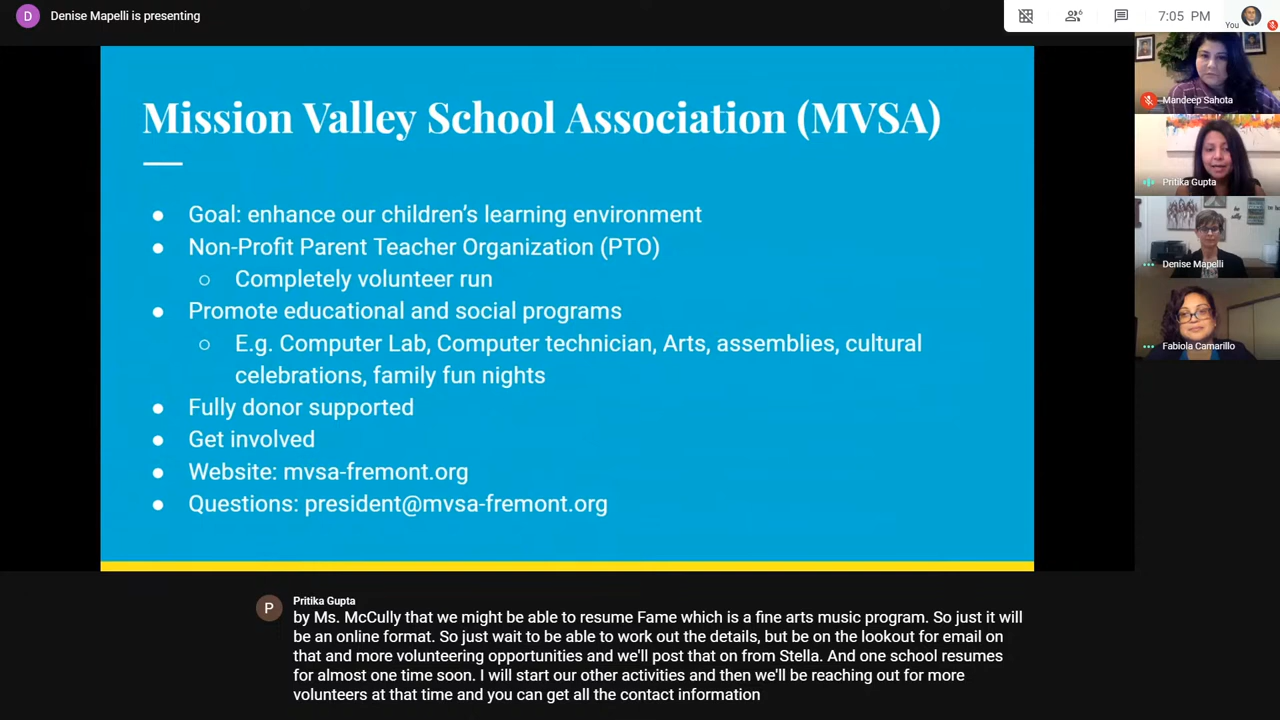 D
Denise Mapelli is presenting
6
7:05 PM
You
Mandeep Sahota
Pritika Gupta
Denise Mapelli
Fabiola Camarillo
Mission Valley School Association (MVSA)
● Goal: enhance our children’s learning environment
● Non-Profit Parent Teacher Organization (PTO)
○ Completely volunteer run
● Promote educational and social programs
○ E.g. Computer Lab, Computer technician, Arts, assemblies, cultural
celebrations, family fun nights
● Fully donor supported
● Get involved
● Website: mvsa-fremont.org
● Questions: president@mvsa-fremont.org
P
Pritika Gupta
by Ms. McCully that we might be able to resume Fame which is a fine arts music program. So just it will
be an online format. So just wait to be able to work out the details, but be on the lookout for email on
that and more volunteering opportunities and we'll post that on from Stella. And one school resumes
for almost one time soon. I will start our other activities and then we'll be reaching out for more
volunteers at that time and you can get all the contact information